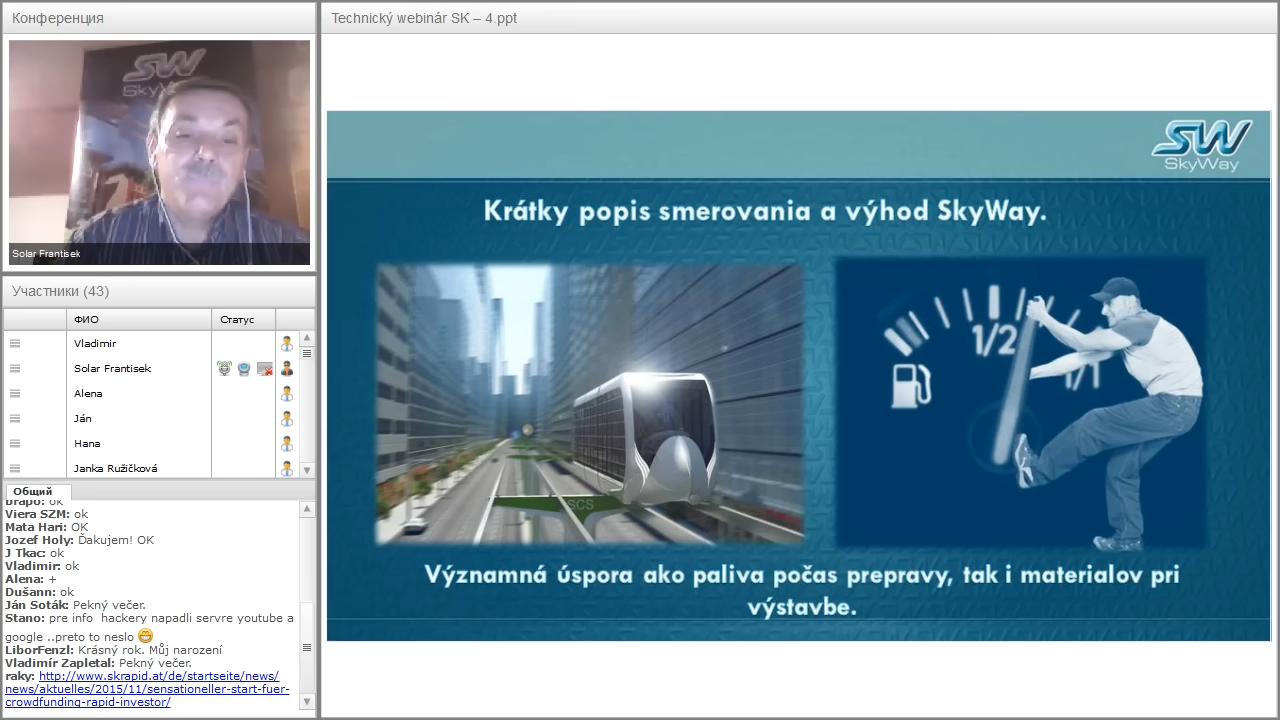 Конференция
SW
SkyW
Solar Frantisek
Участники (43)
ФИО
Статус
Vladimir
Solar Frantisek
Alena
Ján
Hana
Janka Ružičková
Общий
brapo: ok
Viera SZM: ok
Mata Hari: OK
Jozef Holy: Ďakujem! OK
J Tkac: ok
Vladimir: ok
Alena: +
Dušann: ok
Ján Soták: Pekný večer.
Stano: pre info hackery napadli servre youtube a
google ..preto to neslo
LiborFenzl: Krásný rok. Můj narození
Vladimír Zapletal: Pekný večer.
raky: http://www.skrapid.at/de/startseite/news/
news/aktuelles/2015/11/sensationeller-start-fuer-
crowdfunding-rapid-investor/
Technický webinár SK – 4.ppt
SW
SkyWay
Krátky popis smerovania a výhod SkyWay.
SCS
1/2
1/1
Významná úspora ako paliva počas prepravy, tak i materialov pri
výstavbe.